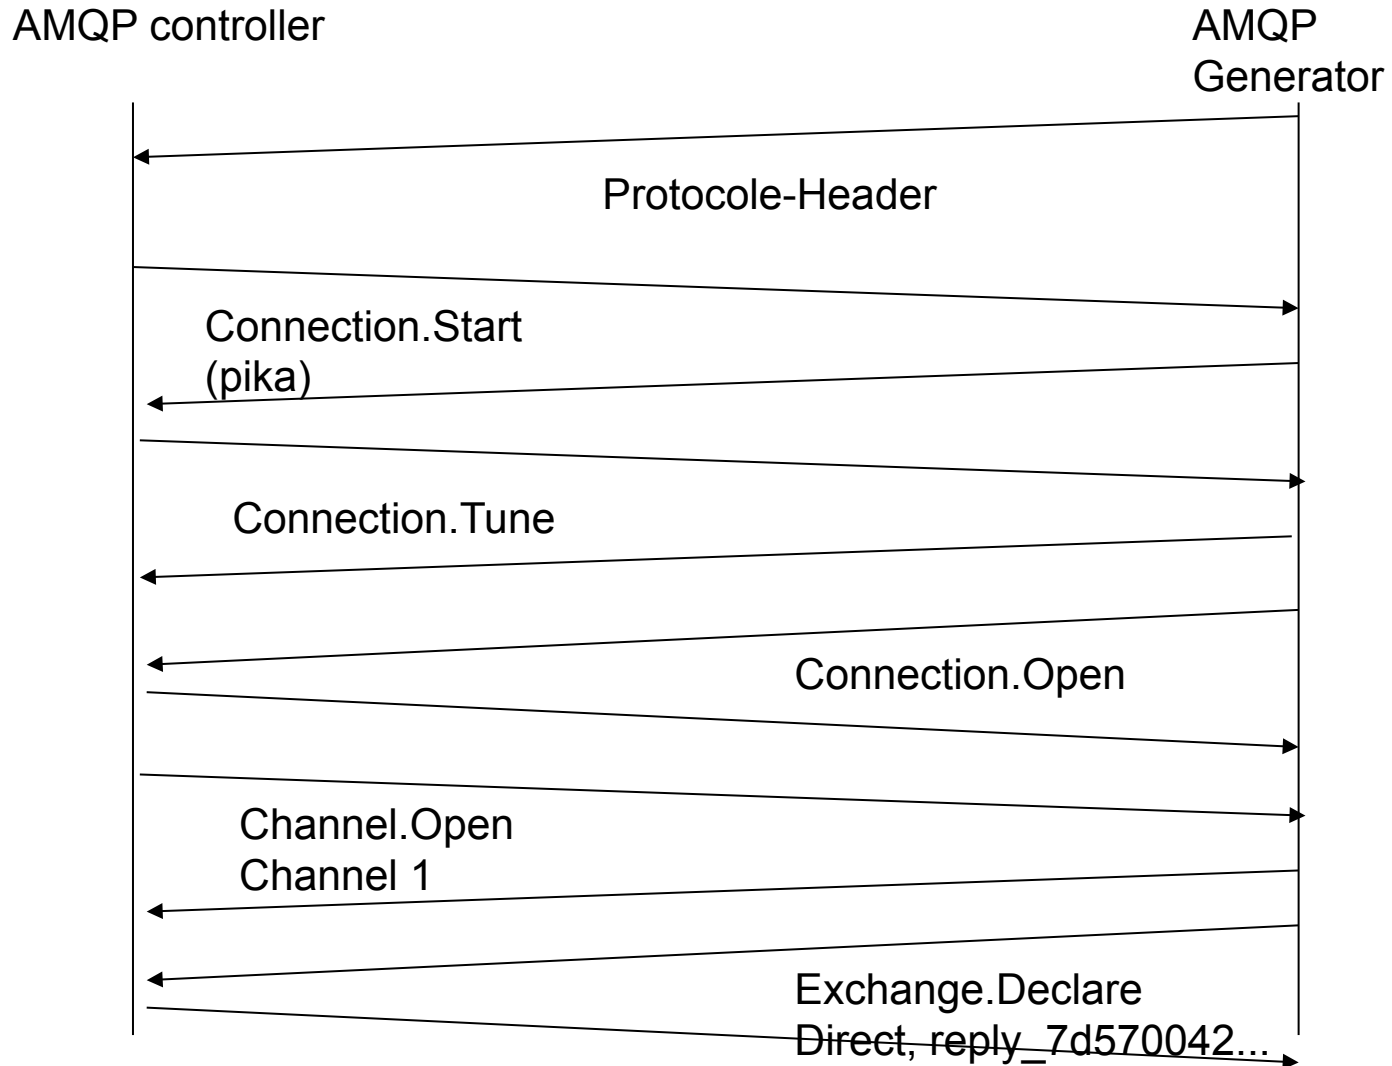 AMQP controller
AMQP
Generator
Protocole-Header
Connection.Start
(pika)
Connection.Tune
Connection.Open
Channel.Open
Channel 1
Exchange.Declare
Direct, reply_7d570042...